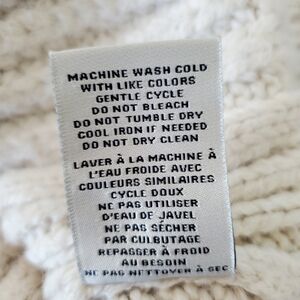 MACHINE WASH COLD
WITH LIKE COLORS
GENTLE CYCLE
DO NOT BLEACH
DO NOT TUMBLE DRY
COOL IRON IF NEEDED
DO NOT DRY CLEAN
LAVER À LA MACHINE À
L'EAU FROIDE AVEC
COULEURS SIMILAIRES
CYCLE DOUX
NE PAS UTILISER
D'EAU DE JAVEL
NE PAS SÉCHER
PAR CULBUTAGE
REPASSER À FROID
AU BESOIN
NE PAS NETTOYER À SEC